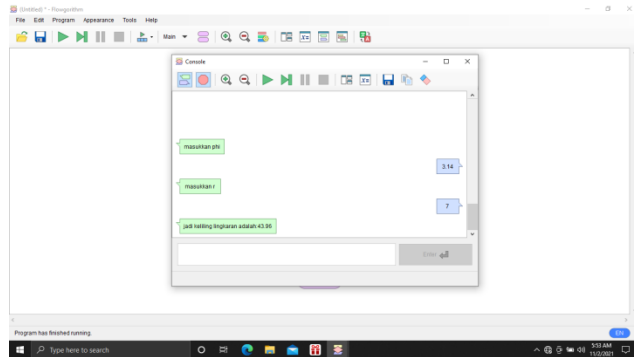 (Untitled) * - Flowgorithm
File Edit Program Appearance Tools Help
Main
Console
masukkan phi
3.14
masukkan r
7
jadi keliling lingkaran adalah 43.96
Enter
Program has finished running.
EN
Type here to search
5:53 AM
11/2/2021